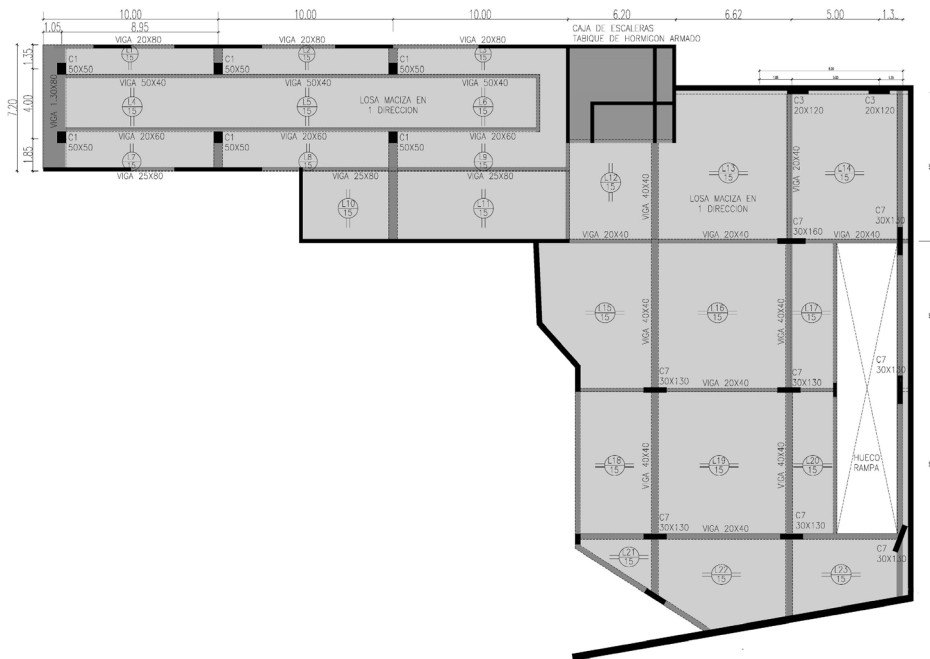 10.00
10.00
10.00
6.20
6.62
5.00
1.3
1.05
8.95
CAJA DE ESCALERAS
TABIQUE DE HORMIGON ARMADO
VIGA 20X80
VIGA 20X80
VIGA 20X80
1.35
4.00
1.85
7.20
VIGA 1.30X80
15
15
15
C1
50X50
C1
50X50
C1
50X50
VIGA 50X40
VIGA 50X40
VIGA 50X40
L4
15
L5
15
LOSA MACIZA EN
1 DIRECCION
L6
15
C1
50X50
VIGA 20X60
C1
50X50
VIGA 20X60
C1
50X50
VIGA 20X60
L7
15
L8
15
L9
15
VIGA 25X80
VIGA 25X80
VIGA 25X80
L10
15
L11
15
C3
20X120
C3
20X120
L12
15
VIGA 40X40
L13
15
LOSA MACIZA EN
1 DIRECCION
VIGA 20X40
L14
15
C7
30X160
C7
30X130
VIGA 20X40
VIGA 20X40
VIGA 20X40
L15
15
VIGA 40X40
L16
15
VIGA 40X40
L17
15
C7
30X130
C7
30X130
VIGA 20X40
C7
30X130
L18
15
VIGA 40X40
L19
15
VIGA 40X40
L20
15
HUECO
RAMPA
C7
30X130
VIGA 20X40
C7
30X130
C7
30X130
L21
15
L22
15
L23
15